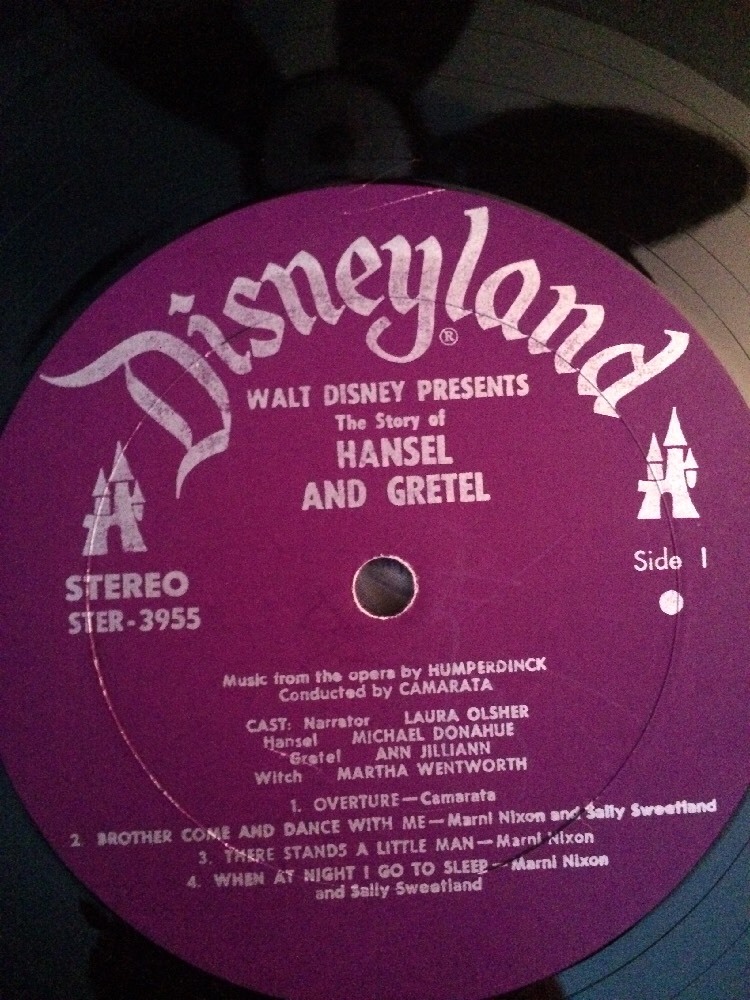 Disneyland®
WALT DISNEY PRESENTS
The Story of
HANSEL
AND GRETEL
Side 1
STEREO
STER-3955
Music from the opera by HUMPERDINCK
Conducted by CAMARATA
CAST: Narrator LAURA OLSHER
Hansel MICHAEL DONAHUE
Gretel ANN JILLIANN
Witch MARTHA WENTWORTH
1. OVERTURE—Camarata
2. BROTHER COME AND DANCE WITH ME—Marni Nixon and Sally Sweetland
3. THERE STANDS A LITTLE MAN—Marni Nixon
4. WHEN AT NIGHT I GO TO SLEEP—Marni Nixon
and Sally Sweetland